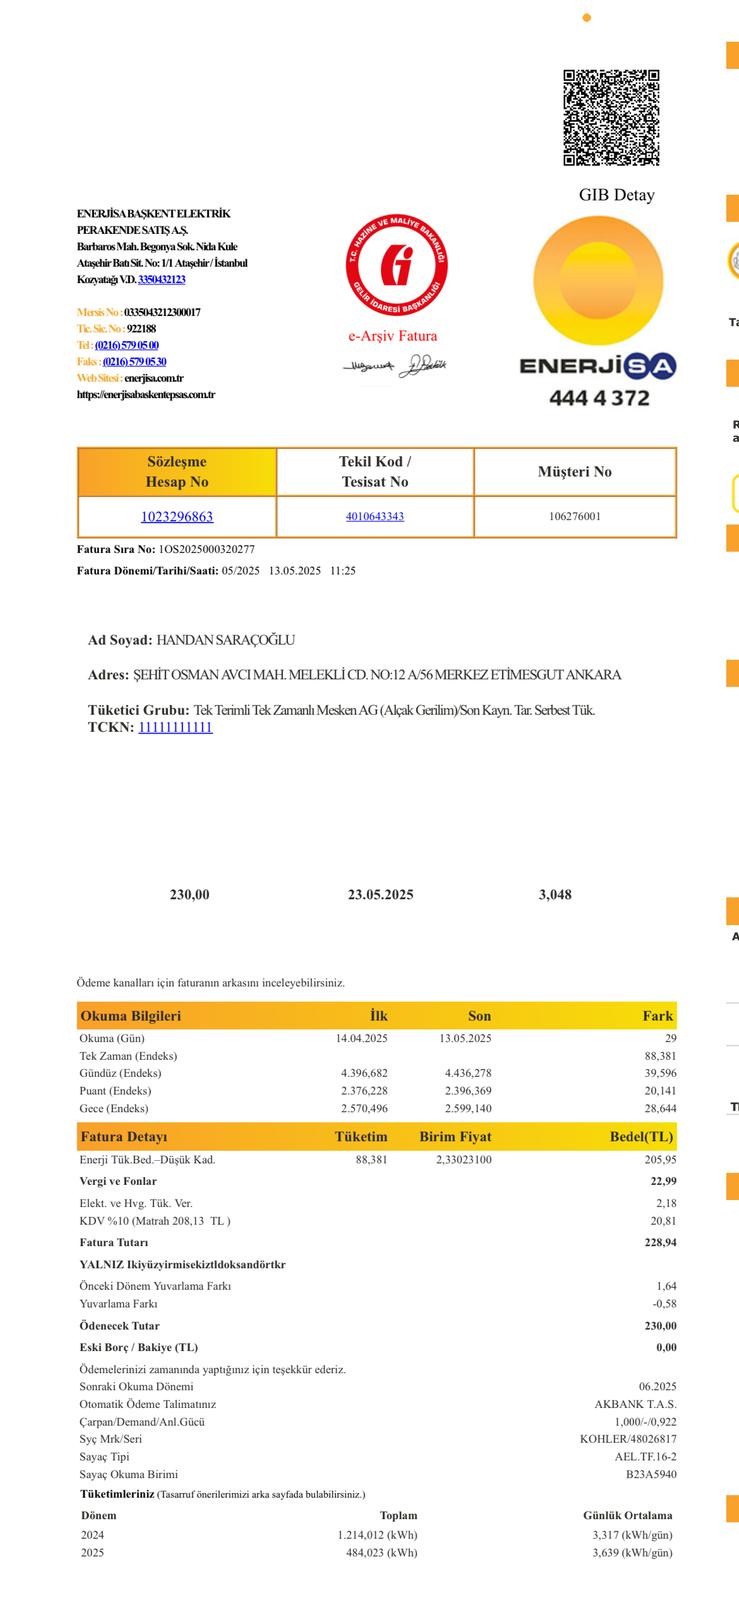 GIB Detay
ENERJİSA BAŞKENT ELEKTRİK
PERAKENDE SATIŞ A.Ş.
Barbaros Mah. Begonya Sok. Nida Kule
Ataşehir Batı Sit. No: 1/1 Ataşehir / İstanbul
Kozyatağı V.D. 3350432123
Mersis No : 0335043212300017
Tic. Sic. No : 922188
Tel : (0216) 579 05 00
Faks : (0216) 579 05 30
Web Sitesi : enerjisa.com.tr
https://enerjisabaskentepsas.com.tr
T.C. HAZİNE VE MALİYE BAKANLIĞI
GELİR İDARESİ BAŞKANLIĞI
e-Arşiv Fatura
ENERJİSA
444 4 372
Sözleşme Hesap No Tekil Kod / Tesisat No Müşteri No
1023296863 4010643343 106276001
Fatura Sıra No: 1OS2025000320277
Fatura Dönemi/Tarihi/Saati: 05/2025 13.05.2025 11:25
Ad Soyad: HANDAN SARAÇOĞLU
Adres: ŞEHİT OSMAN AVCI MAH. MELEKLİ CD. NO:12 A/56 MERKEZ ETİMESGUT ANKARA
Tüketici Grubu: Tek Terimli Tek Zamanlı Mesken AG (Alçak Gerilim)/Son Kayn. Tar. Serbest Tük.
TCKN: 11111111111
230,00 23.05.2025 3,048
Ödeme kanalları için faturanın arkasını inceleyebilirsiniz.
Okuma Bilgileri İlk Son Fark
Okuma (Gün) 14.04.2025 13.05.2025 29
Tek Zaman (Endeks) 88,381
Gündüz (Endeks) 4.396,682 4.436,278 39,596
Puant (Endeks) 2.376,228 2.396,369 20,141
Gece (Endeks) 2.570,496 2.599,140 28,644
Fatura Detayı Tüketim Birim Fiyat Bedel(TL)
Enerji Tük.Bed.–Düşük Kad. 88,381 2,33023100 205,95
Vergi ve Fonlar 22,99
Elekt. ve Hvg. Tük. Ver. 2,18
KDV %10 (Matrah 208,13 TL ) 20,81
Fatura Tutarı 228,94
YALNIZ Ikiyüzyirmisekiztldoksandörtkr
Önceki Dönem Yuvarlama Farkı 1,64
Yuvarlama Farkı -0,58
Ödenecek Tutar 230,00
Eski Borç / Bakiye (TL) 0,00
Ödemelerinizi zamanında yaptığınız için teşekkür ederiz.
Sonraki Okuma Dönemi 06.2025
Otomatik Ödeme Talimatınız AKBANK T.A.S.
Çarpan/Demand/Anl.Gücü 1,000/-/0,922
Syç Mrk/Seri KOHLER/48026817
Sayaç Tipi AEL.TF.16-2
Sayaç Okuma Birimi B23A5940
Tüketimleriniz (Tasarruf önerilerimizi arka sayfada bulabilirsiniz.)
Dönem Toplam Günlük Ortalama
2024 1.214,012 (kWh) 3,317 (kWh/gün)
2025 484,023 (kWh) 3,639 (kWh/gün)